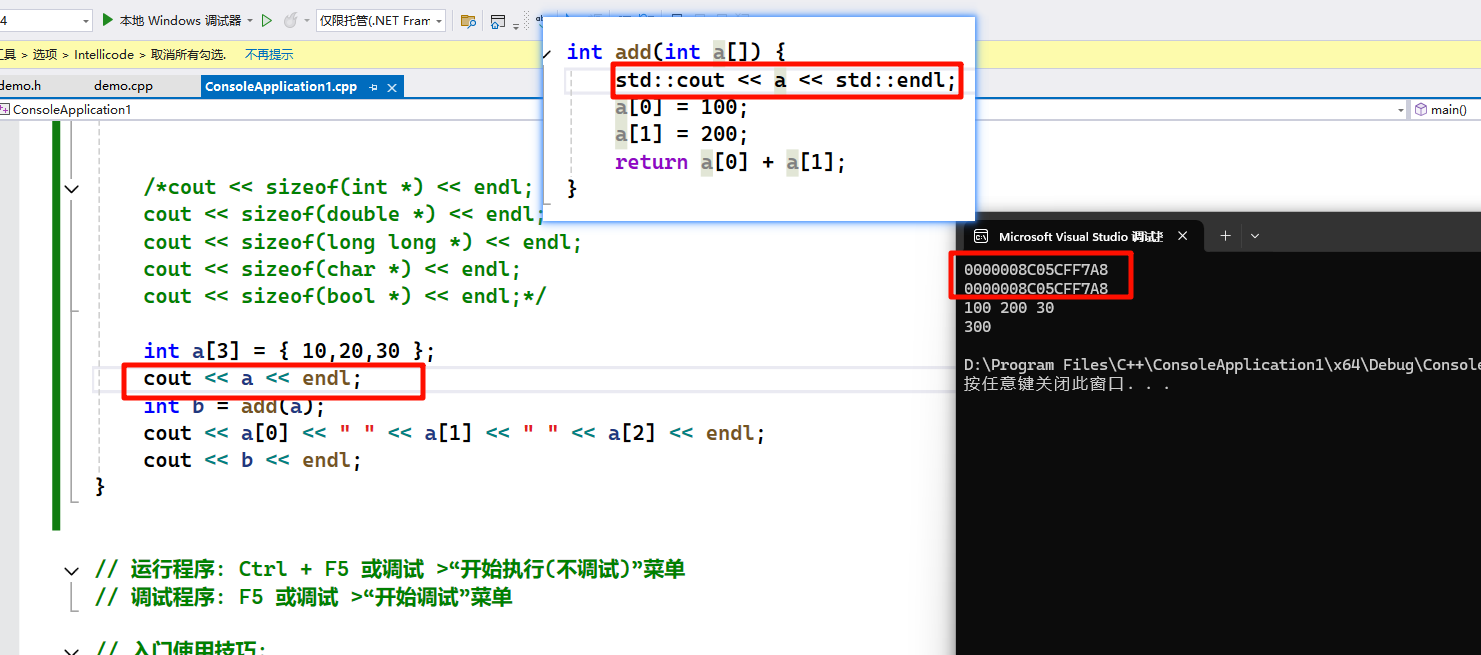 4 本地 Windows 调试器 仅限托管(.NET Fram
工具 > 选项 > Intellicode > 取消所有勾选. 不再提示
demo.h demo.cpp ConsoleApplication1.cpp
ConsoleApplication1 main()
int add(int a[]) {
std::cout << a << std::endl;
a[0] = 100;
a[1] = 200;
return a[0] + a[1];
}
/*cout << sizeof(int *) << endl;
cout << sizeof(double *) << endl;
cout << sizeof(long long *) << endl;
cout << sizeof(char *) << endl;
cout << sizeof(bool *) << endl;*/
int a[3] = { 10,20,30 };
cout << a << endl;
int b = add(a);
cout << a[0] << " " << a[1] << " " << a[2] << endl;
cout << b << endl;
}
// 运行程序: Ctrl + F5 或调试 >“开始执行(不调试)”菜单
// 调试程序: F5 或调试 >“开始调试”菜单
// 入门使用技巧:
Microsoft Visual Studio 调试
0000008C05CFF7A8
0000008C05CFF7A8
100 200 30
300
D:\Program Files\C++\ConsoleApplication1\x64\Debug\Console
按任意键关闭此窗口. . .